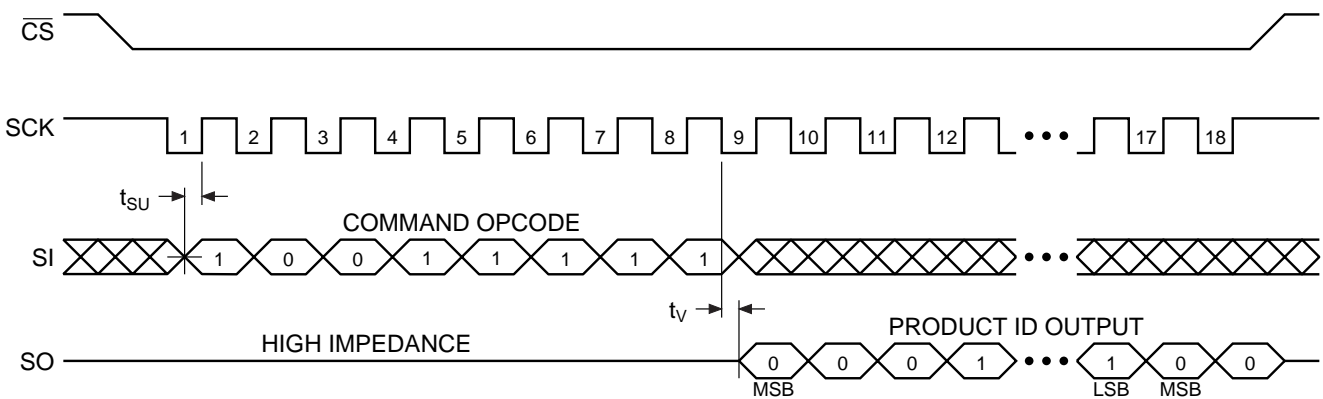 CS
SCK 1 2 3 4 5 6 7 8 9 10 11 12 17 18
tSU
COMMAND OPCODE
SI 1 0 0 1 1 1 1 1
tV
HIGH IMPEDANCE
PRODUCT ID OUTPUT
SO 0 0 0 1 1 0 0
MSB LSB MSB